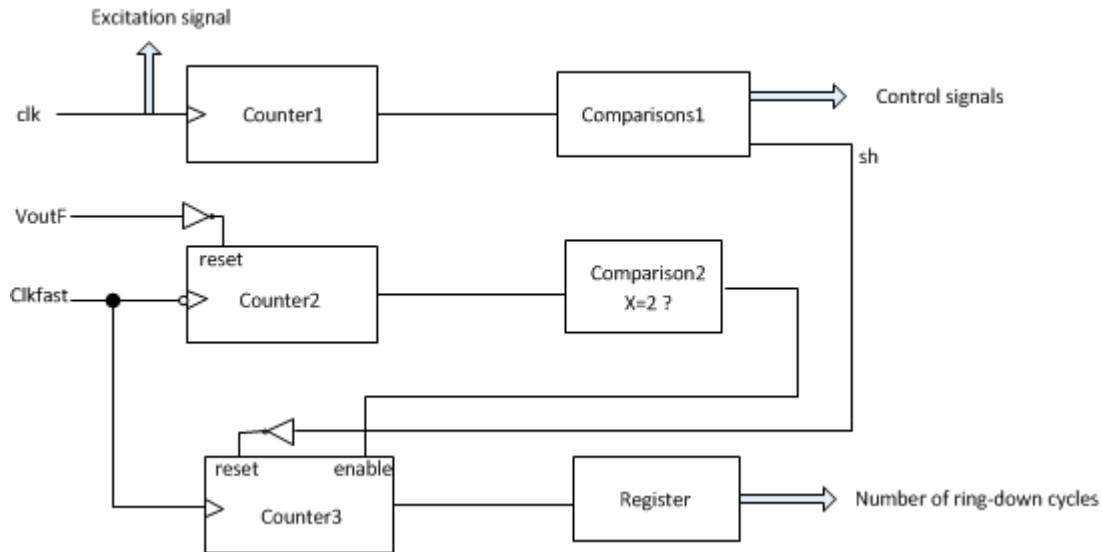 Excitation signal
clk
Counter1
Comparisons1
Control signals
sh
VoutF
reset
Clkfast
Counter2
Comparison2
X=2 ?
reset
enable
Counter3
Register
Number of ring-down cycles